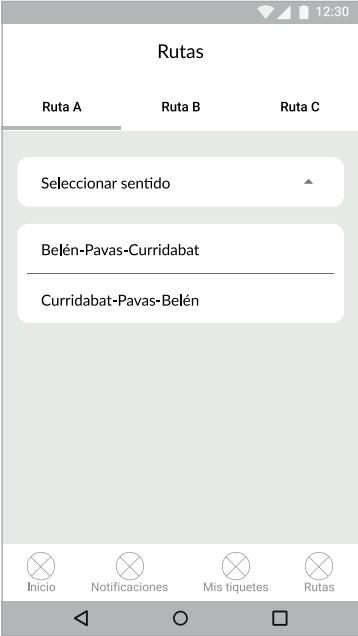 12:30
Rutas
Ruta A Ruta B Ruta C
Seleccionar sentido
Belén-Pavas-Curridabat
Curridabat-Pavas-Belén
Inicio Notificaciones Mis tiquetes Rutas